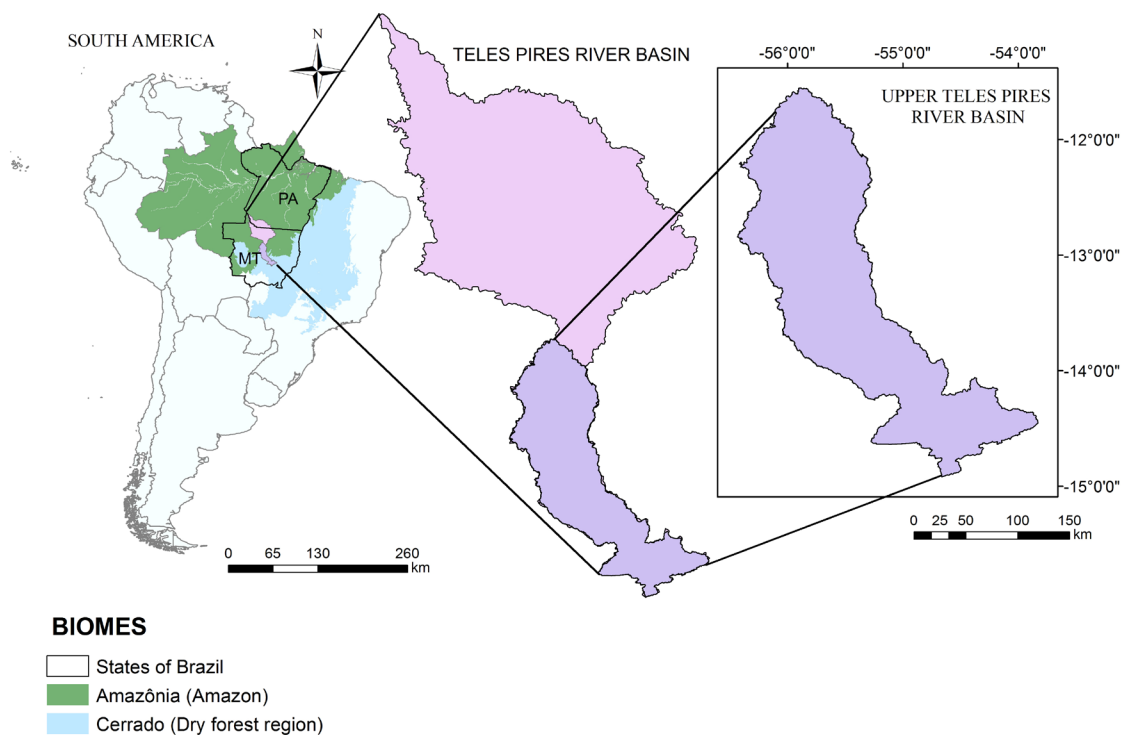 SOUTH AMERICA
N
TELES PIRES RIVER BASIN
-56°0'0" -55°0'0" -54°0'0"
UPPER TELES PIRES
RIVER BASIN
-12°0'0"
-13°0'0"
-14°0'0"
-15°0'0"
PA
MT
0 25 50 100 150
km
0 65 130 260
km
BIOMES
States of Brazil
Amazônia (Amazon)
Cerrado (Dry forest region)